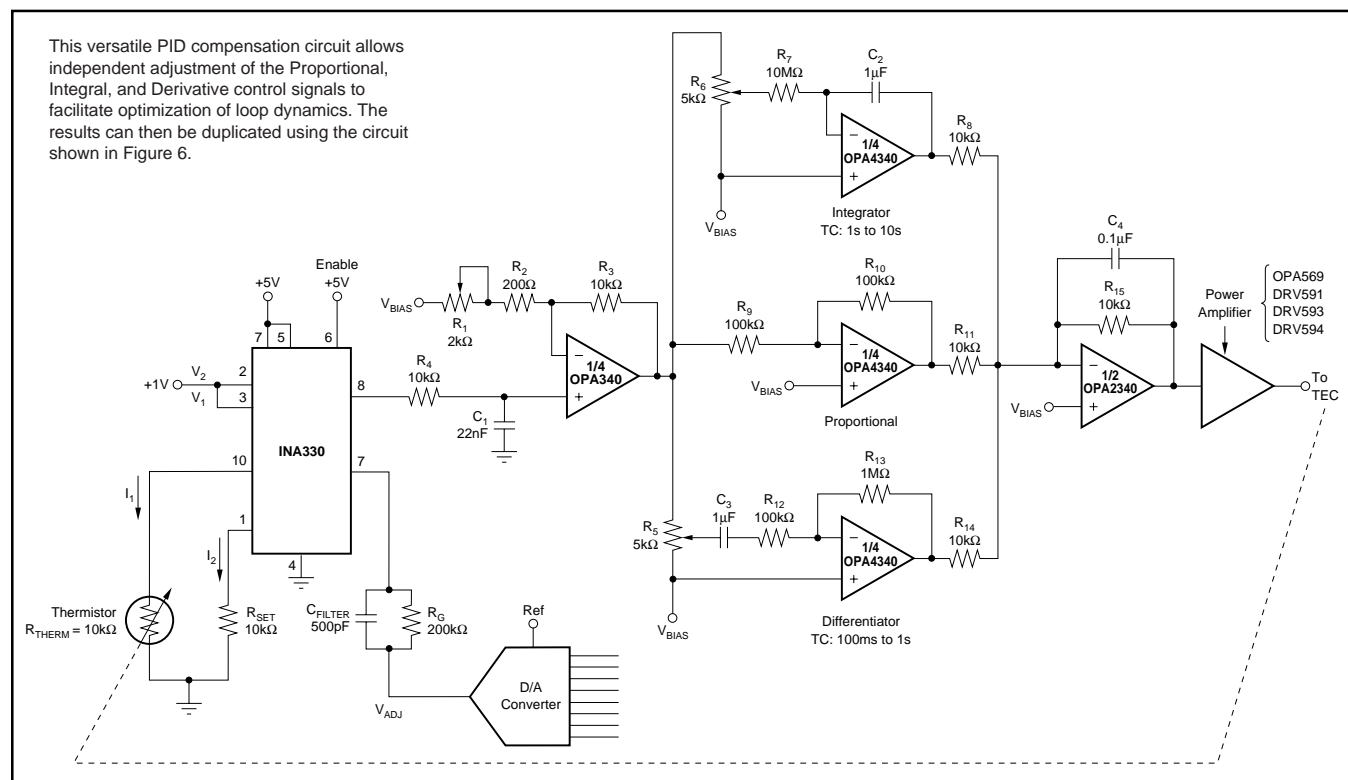 This versatile PID compensation circuit allows
independent adjustment of the Proportional,
Integral, and Derivative control signals to
facilitate optimization of loop dynamics. The
results can then be duplicated using the circuit
shown in Figure 6.
R6
5kΩ
R7
10MΩ
C2
1µF
1/4
OPA4340
R8
10kΩ
VBIAS
Integrator
TC: 1s to 10s
+5V
Enable
+5V
7
5
6
+1V
V2
V1
2
3
8
INA330
10
7
1
4
I1
I2
Thermistor
RTHERM = 10kΩ
RSET
10kΩ
CFILTER
500pF
RG
200kΩ
VADJ
Ref
D/A
Converter
R4
10kΩ
C1
22nF
VBIAS
R1
2kΩ
R2
200Ω
R3
10kΩ
1/4
OPA340
R9
100kΩ
R10
100kΩ
1/4
OPA4340
R11
10kΩ
VBIAS
Proportional
R5
5kΩ
C3
1µF
R12
100kΩ
R13
1MΩ
1/4
OPA4340
R14
10kΩ
VBIAS
Differentiator
TC: 100ms to 1s
C4
0.1µF
R15
10kΩ
1/2
OPA2340
VBIAS
Power
Amplifier
OPA569
DRV591
DRV593
DRV594
To
TEC